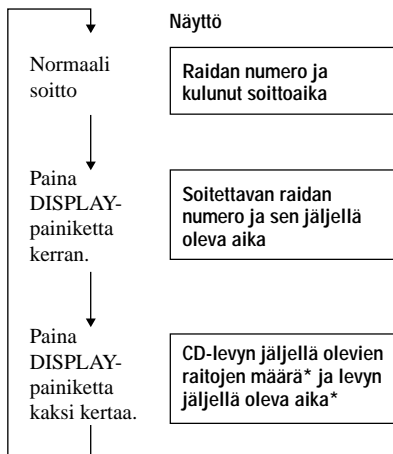 Näyttö
Normaali
soitto
Raidan numero ja
kulunut soittoaika
Paina
DISPLAY-
painiketta
kerran.
Soitettavan raidan
numero ja sen jäljellä
oleva aika
Paina
DISPLAY-
painiketta
kaksi kertaa.
CD-levyn jäljellä olevien
raitojen määrä* ja levyn
jäljellä oleva aika*